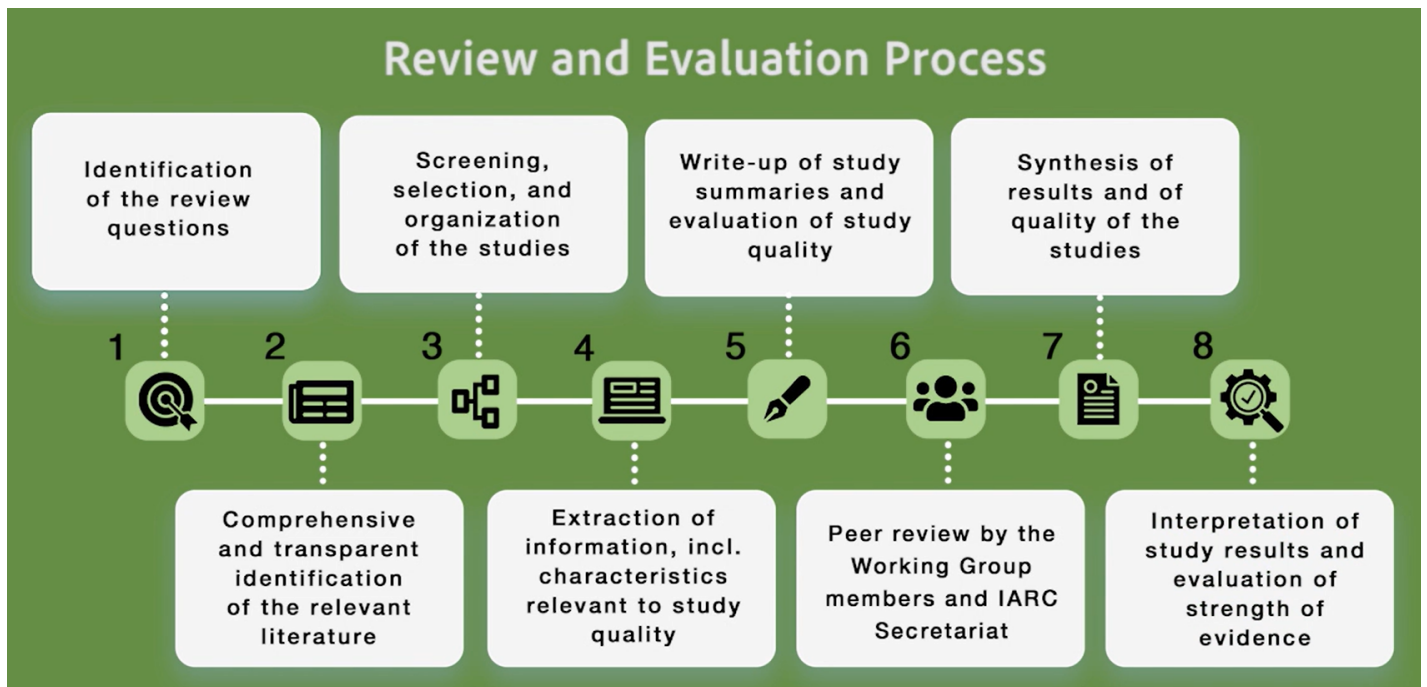 Review and Evaluation Process
1
Identification
of the review
questions
2
Comprehensive
and transparent
identification
of the relevant
literature
3
Screening,
selection, and
organization
of the studies
4
Extraction of
information, incl.
characteristics
relevant to study
quality
5
Write-up of study
summaries and
evaluation of study
quality
6
Peer review by the
Working Group
members and IARC
Secretariat
7
Synthesis of
results and of
quality of the
studies
8
Interpretation of
study results and
evaluation of
strength of
evidence